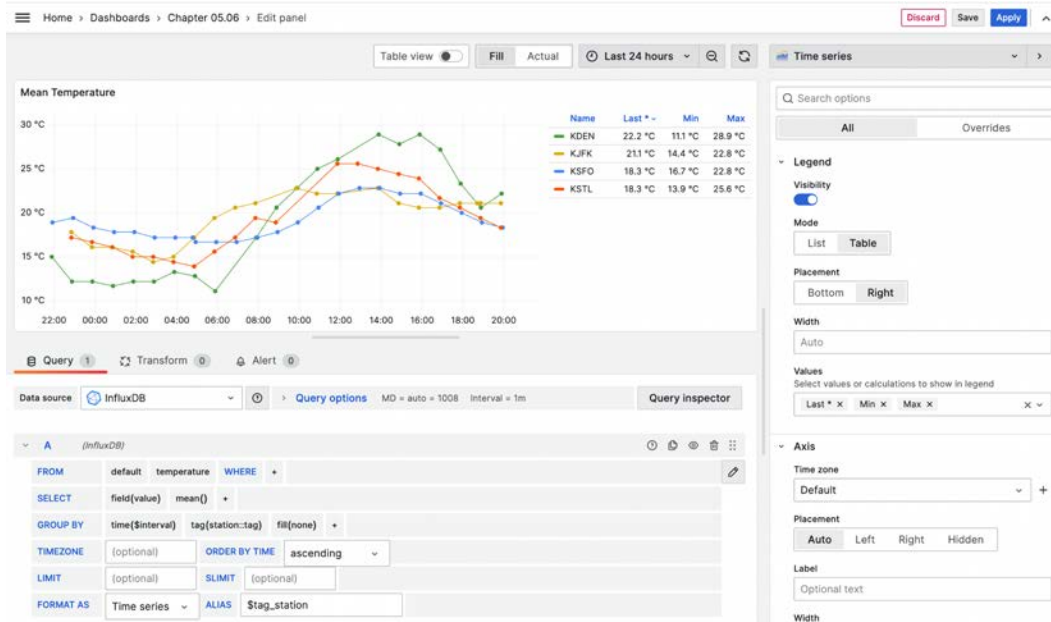 Home › Dashboards › Chapter 05.06 › Edit panel
Discard Save Apply
Table view Fill Actual Last 24 hours
Time series
Mean Temperature
30 °C
25 °C
20 °C
15 °C
10 °C
22:00 00:00 02:00 04:00 06:00 08:00 10:00 12:00 14:00 16:00 18:00 20:00
Name Last * Min Max
KDEN 22.2 °C 11.1 °C 28.9 °C
KJFK 21.1 °C 14.4 °C 22.8 °C
KSFO 18.3 °C 16.7 °C 22.8 °C
KSTL 18.3 °C 13.9 °C 25.6 °C
Query 1 Transform 0 Alert 0
Data source InfluxDB › Query options MD = auto = 1008 Interval = 1m Query inspector
A (InfluxDB)
FROM default temperature WHERE +
SELECT field(value) mean() +
GROUP BY time($interval) tag(station::tag) fill(none) +
TIMEZONE (optional) ORDER BY TIME ascending
LIMIT (optional) SLIMIT (optional)
FORMAT AS Time series ALIAS $tag_station
Search options
All Overrides
Legend
Visibility
Mode
List Table
Placement
Bottom Right
Width
Auto
Values
Select values or calculations to show in legend
Last * × Min × Max ×
Axis
Time zone
Default +
Placement
Auto Left Right Hidden
Label
Optional text
Width